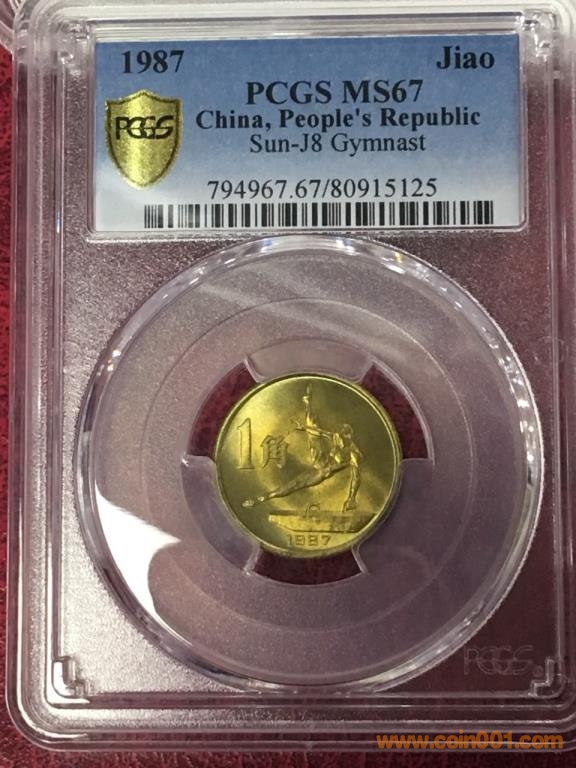 1987 Jiao
PCGS MS67
PCGS
China, People's Republic
Sun-J8 Gymnast
794967.67/80915125
1角
1987
PCGS
www.coin001.com